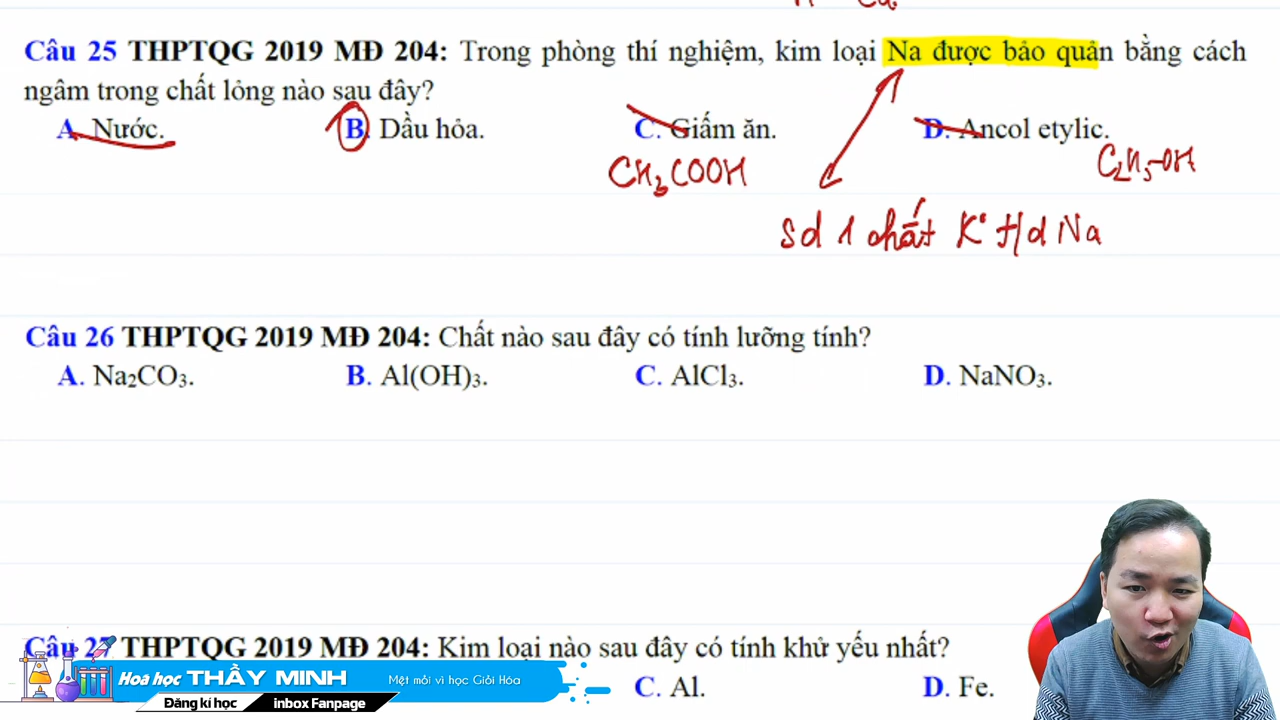 Câu 25 THPTQG 2019 MĐ 204: Trong phòng thí nghiệm, kim loại Na được bảo quản bằng cách
ngâm trong chất lỏng nào sau đây?
A. Nước. B. Dầu hỏa. C. Giấm ăn. D. Ancol etylic.
CH3COOH C2H5-OH
Sd 1 chất K° t/d Na
Câu 26 THPTQG 2019 MĐ 204: Chất nào sau đây có tính lưỡng tính?
A. Na₂CO₃. B. Al(OH)₃. C. AlCl₃. D. NaNO₃.
Câu 27 THPTQG 2019 MĐ 204: Kim loại nào sau đây có tính khử yếu nhất?
C. Al. D. Fe.
Hoá học THẦY MINH Mệt mỏi vì học Giỏi Hóa
Đăng kí học inbox Fanpage